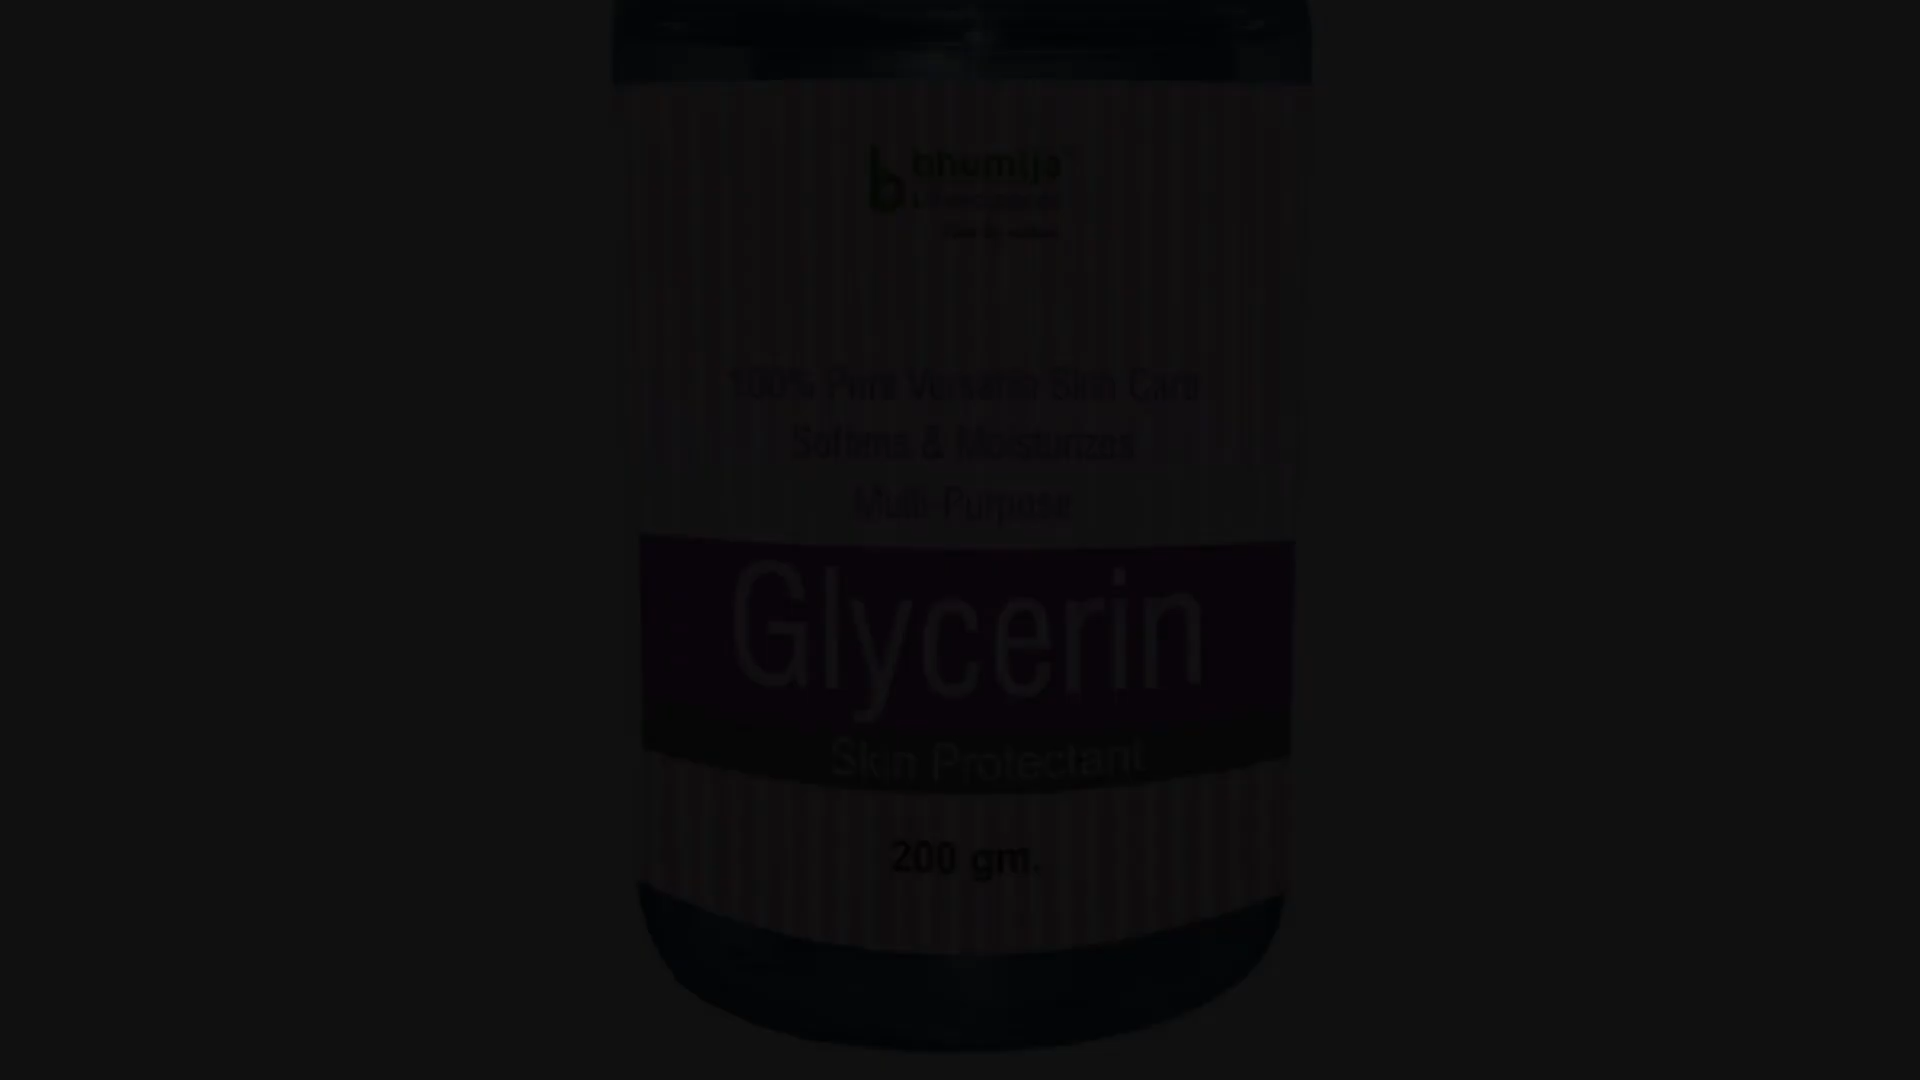 b bhumija
100% Pure Versatile Skin Care
Softens & Moisturizes
Multi-Purpose
Glycerin
Skin Protectant
200 gm.